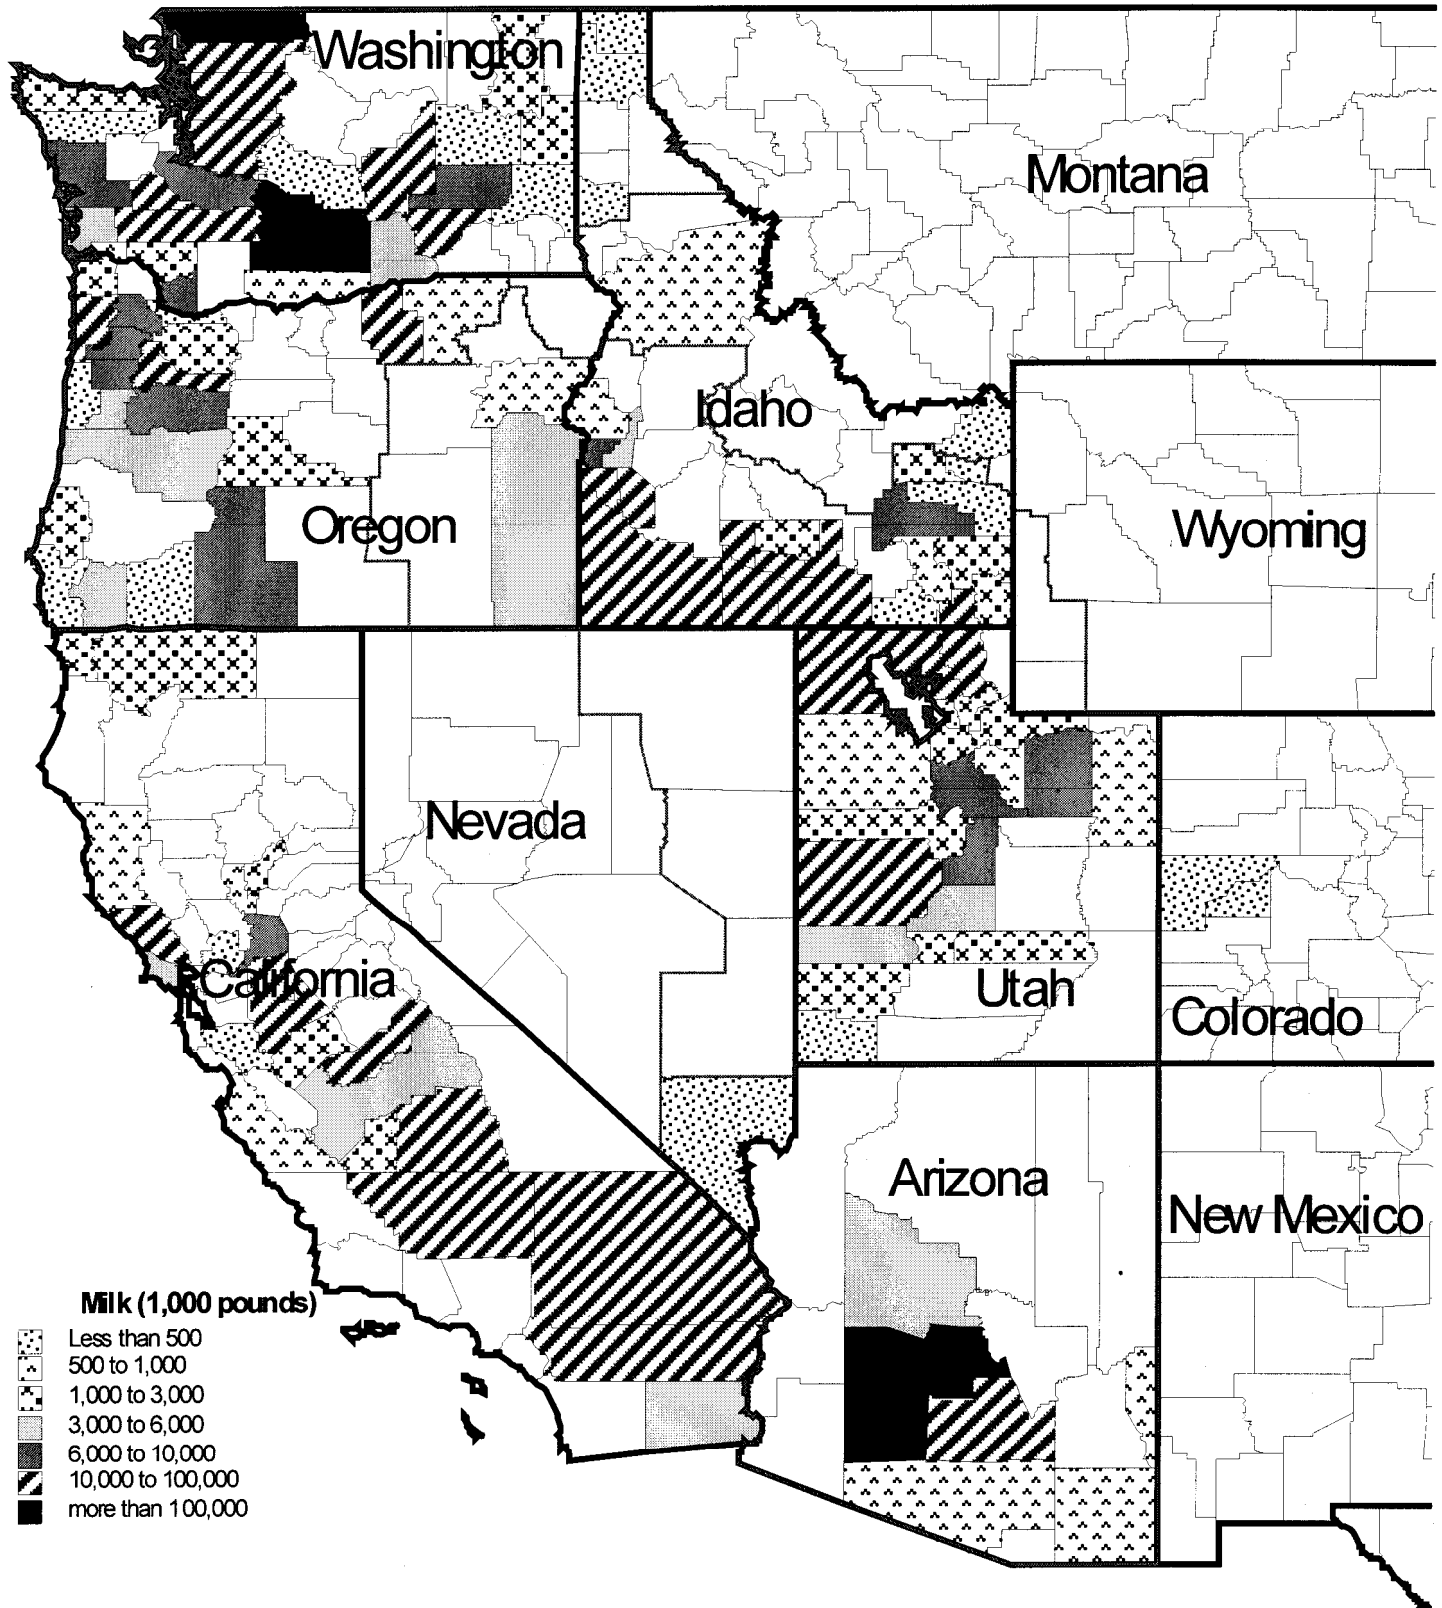 Washington
Montana
Idaho
Oregon
Wyoming
Nevada
California
Utah
Colorado
Arizona
New Mexico
Milk (1,000 pounds)
Less than 500
500 to 1,000
1,000 to 3,000
3,000 to 6,000
6,000 to 10,000
10,000 to 100,000
more than 100,000